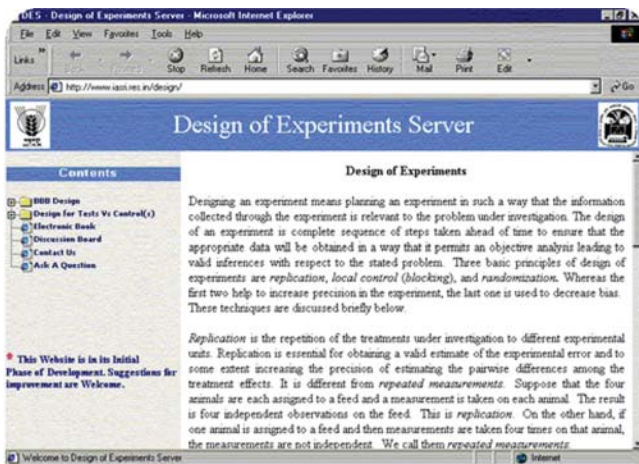 DES - Design of Experiments Server - Microsoft Internet Explorer
File Edit View Favorites Tools Help
Links Stop Refresh Home Search Favorites History Mail Print Edit
Address http://www.iasri.res.in/design/ Go
Design of Experiments Server
Contents
BBB Design
Design for Tests Vs Control(s)
Electronic Book
Discussion Board
Contact Us
Ask A Question
* This Website is in its Initial
Phase of Development. Suggestions for
improvement are Welcome.
Design of Experiments
Designing an experiment means planning an experiment in such a way that the information
collected through the experiment is relevant to the problem under investigation. The design
of an experiment is complete sequence of steps taken ahead of time to ensure that the
appropriate data will be obtained in a way that it permits an objective analysis leading to
valid inferences with respect to the stated problem. Three basic principles of design of
experiments are replication, local control (blocking), and randomization. Whereas the
first two help to increase precision in the experiment, the last one is used to decrease bias.
These techniques are discussed briefly below.
Replication is the repetition of the treatments under investigation to different experimental
units. Replication is essential for obtaining a valid estimate of the experimental error and to
some extent increasing the precision of estimating the pairwise differences among the
treatment effects. It is different from repeated measurements. Suppose that the four
animals are each assigned to a feed and a measurement is taken on each animal. The result
is four independent observations on the feed. This is replication. On the other hand, if
one animal is assigned to a feed and then measurements are taken four times on that animal,
the measurements are not independent. We call them repeated measurements.
Welcome to Design of Experiments Server Internet